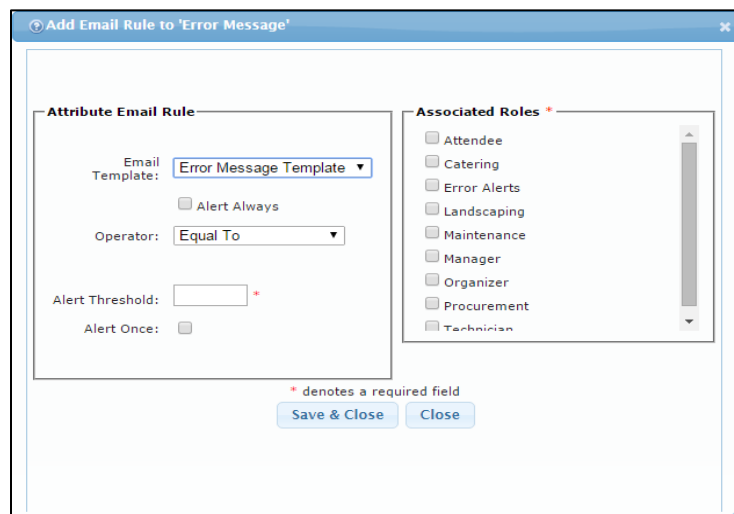 Add Email Rule to 'Error Message'
Attribute Email Rule
Email Template: Error Message Template
Alert Always
Operator: Equal To
Alert Threshold: *
Alert Once:
Associated Roles *
Attendee
Catering
Error Alerts
Landscaping
Maintenance
Manager
Organizer
Procurement
Technician
* denotes a required field
Save & Close Close